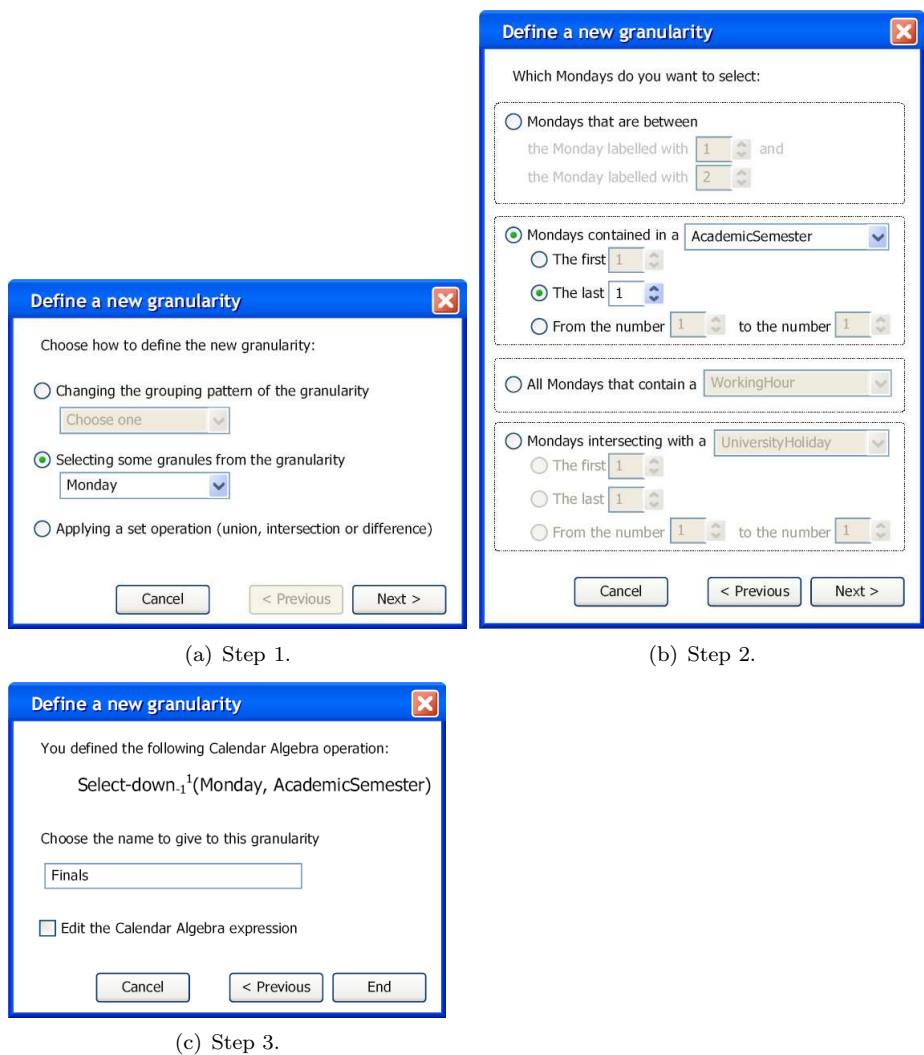 Define a new granularity
Choose how to define the new granularity:
Changing the grouping pattern of the granularity
Choose one
Selecting some granules from the granularity
Monday
Applying a set operation (union, intersection or difference)
Cancel < Previous Next >
(a) Step 1.
Define a new granularity
Which Mondays do you want to select:
Mondays that are between
the Monday labelled with 1 and
the Monday labelled with 2
Mondays contained in a AcademicSemester
The first 1
The last 1
From the number 1 to the number 1
All Mondays that contain a WorkingHour
Mondays intersecting with a UniversityHoliday
The first 1
The last 1
From the number 1 to the number 1
Cancel < Previous Next >
(b) Step 2.
Define a new granularity
You defined the following Calendar Algebra operation:
Select-down₋₁¹(Monday, AcademicSemester)
Choose the name to give to this granularity
Finals
Edit the Calendar Algebra expression
Cancel < Previous End
(c) Step 3.